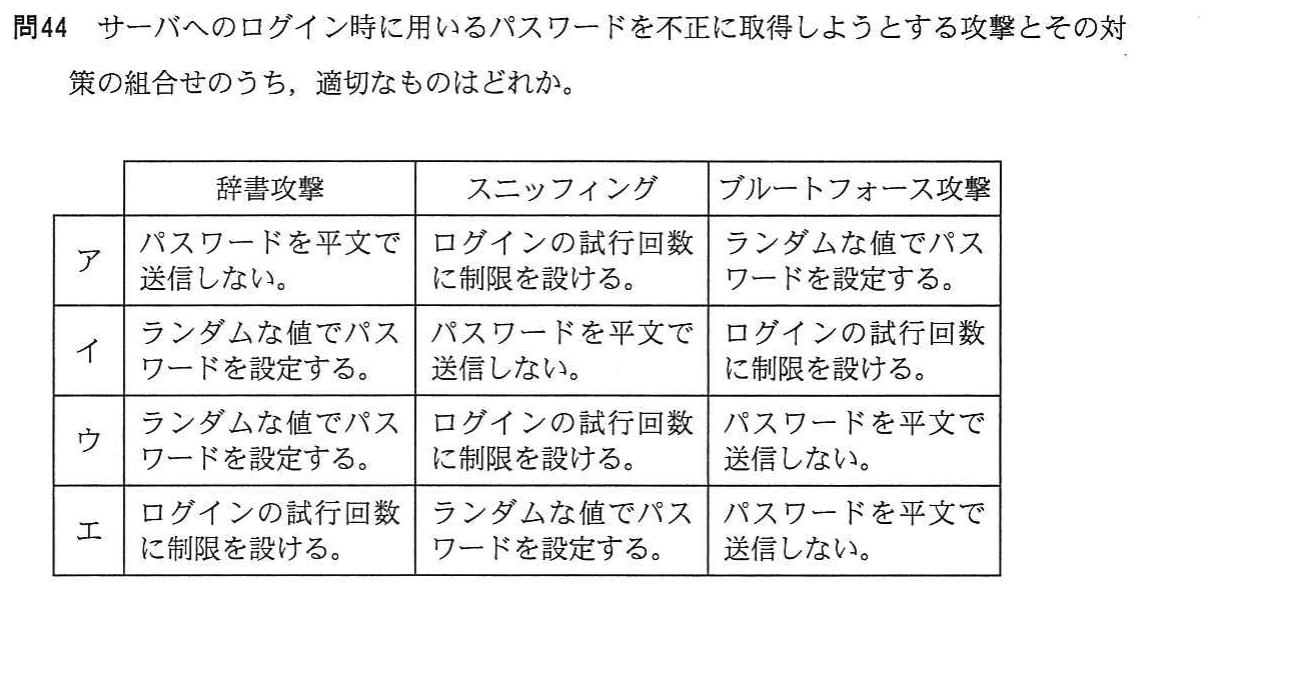 問44 サーバへのログイン時に用いるパスワードを不正に取得しようとする攻撃とその対
策の組合せのうち，適切なものはどれか。
辞書攻撃 スニッフィング ブルートフォース攻撃
ア パスワードを平文で ログインの試行回数 ランダムな値でパス
送信しない。 に制限を設ける。 ワードを設定する。
イ ランダムな値でパス パスワードを平文で ログインの試行回数
ワードを設定する。 送信しない。 に制限を設ける。
ウ ランダムな値でパス ログインの試行回数 パスワードを平文で
ワードを設定する。 に制限を設ける。 送信しない。
エ ログインの試行回数 ランダムな値でパス パスワードを平文で
に制限を設ける。 ワードを設定する。 送信しない。